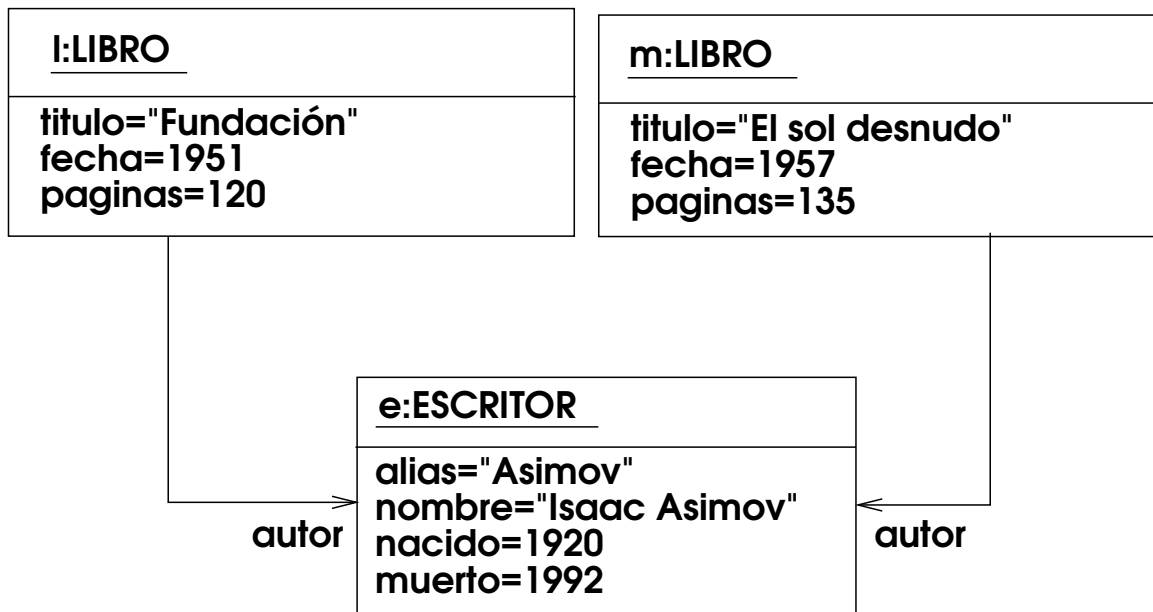 l:LIBRO
titulo="Fundación"
fecha=1951
paginas=120
m:LIBRO
titulo="El sol desnudo"
fecha=1957
paginas=135
e:ESCRITOR
alias="Asimov"
nombre="Isaac Asimov"
nacido=1920
muerto=1992
autor
autor